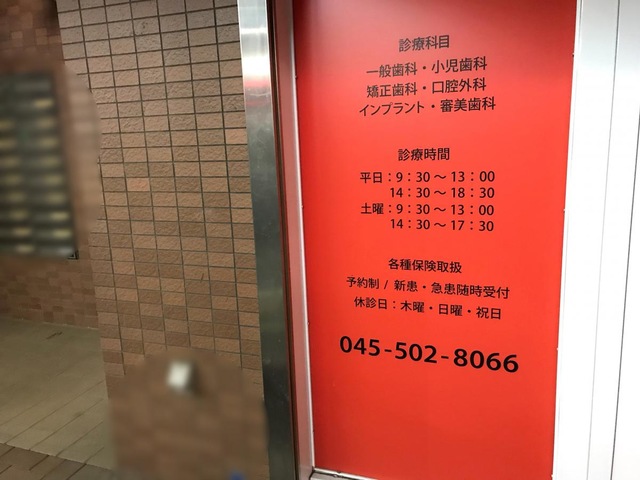 診療科目
一般歯科・小児歯科
矯正歯科・口腔外科
インプラント・審美歯科
診療時間
平日：9：30～13：00
14：30～18：30
土曜：9：30～13：00
14：30～17：30
各種保険取扱
予約制 / 新患・急患随時受付
休診日：木曜・日曜・祝日
045-502-8066